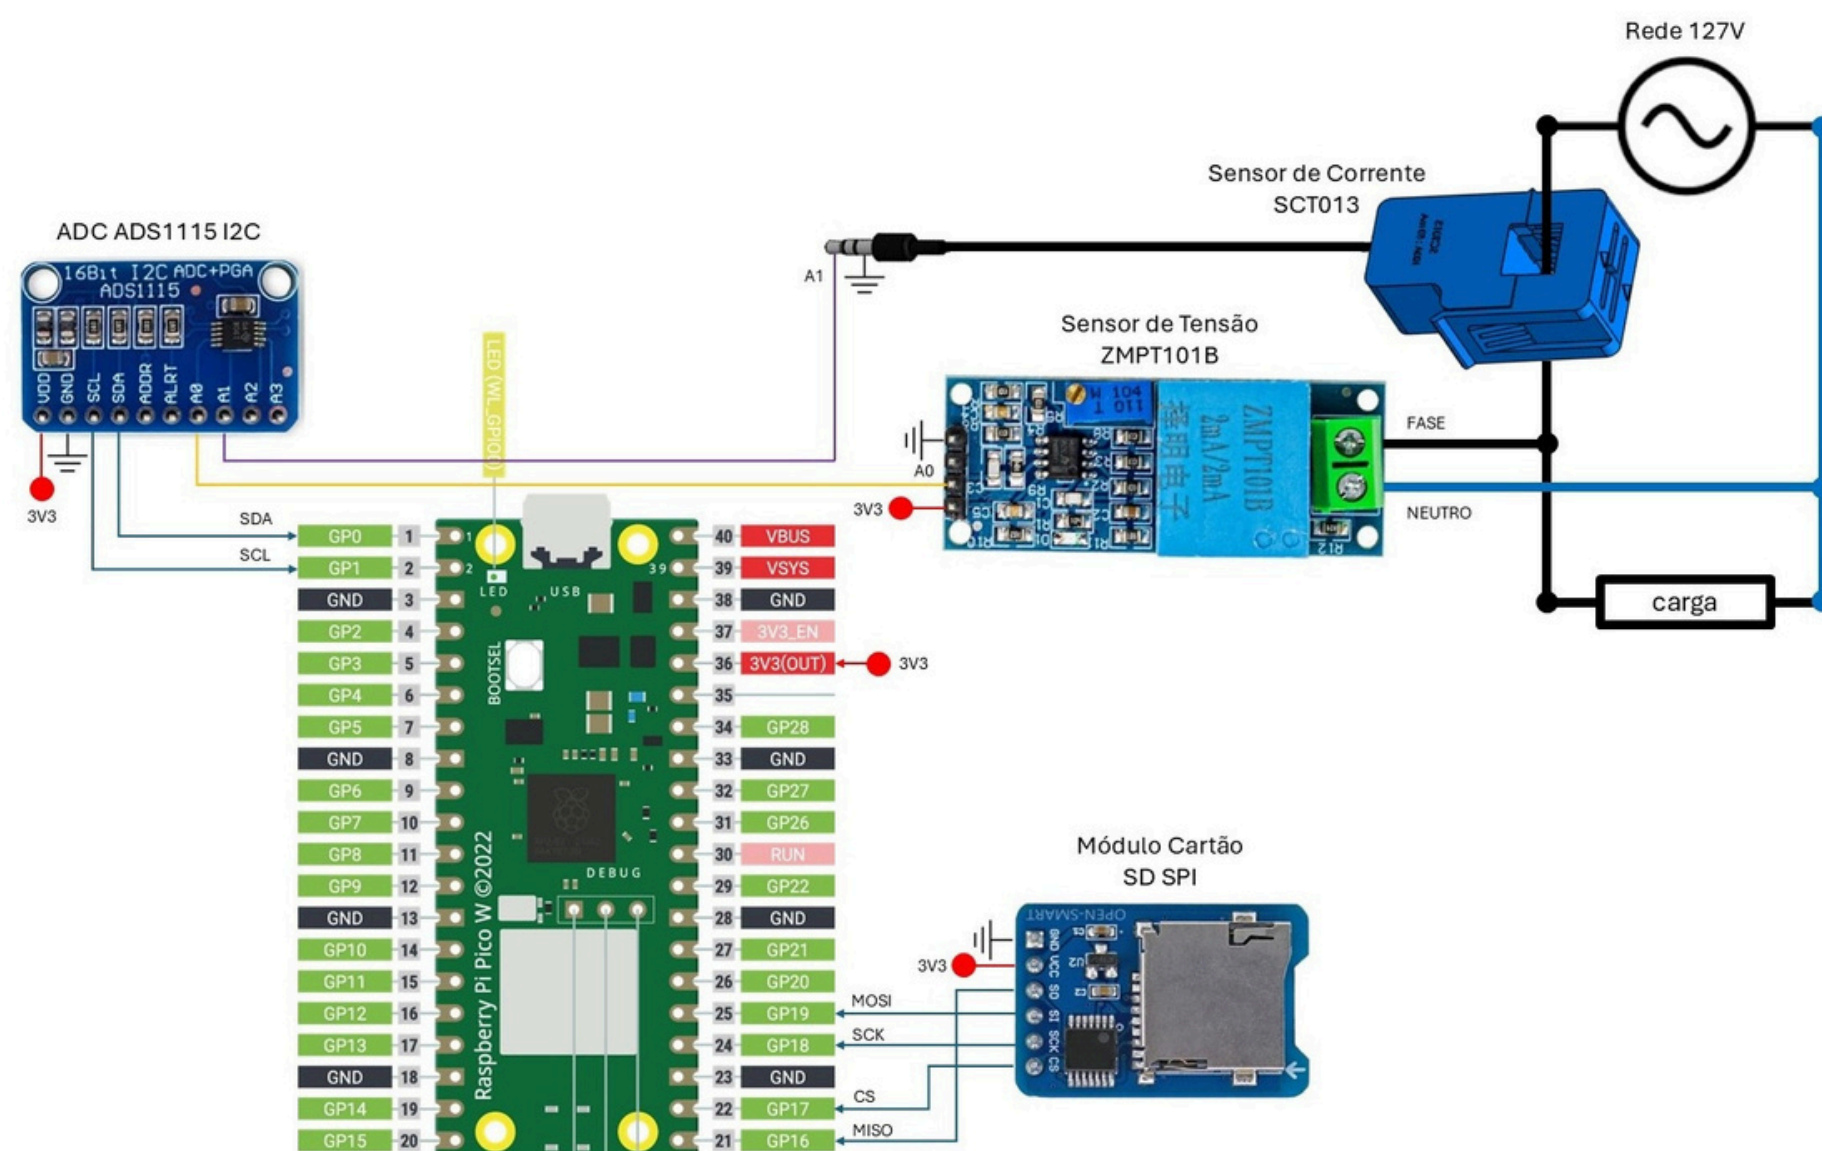 Rede 127V
Sensor de Corrente
SCT013
ADC ADS1115 I2C
16Bit I2C ADC+PGA
ADS1115
VDD
GND
SCL
SDA
ADDR
ALRT
A0
A1
A2
A3
3V3
A1
LED (WL_GPIO0)
Sensor de Tensão
ZMPT101B
ZMPT101B
2mA/2mA
A0
3V3
FASE
NEUTRO
carga
SDA
SCL
GP0 1
GP1 2
GND 3
GP2 4
GP3 5
GP4 6
GP5 7
GND 8
GP6 9
GP7 10
GP8 11
GP9 12
GND 13
GP10 14
GP11 15
GP12 16
GP13 17
GND 18
GP14 19
GP15 20
1
2
39
LED
USB
BOOTSEL
DEBUG
Raspberry Pi Pico W ©2022
40 VBUS
39 VSYS
38 GND
37 3V3_EN
36 3V3(OUT)
3V3
35
34 GP28
33 GND
32 GP27
31 GP26
30 RUN
29 GP22
28 GND
27 GP21
26 GP20
25 GP19
24 GP18
23 GND
22 GP17
21 GP16
MOSI
SCK
CS
MISO
Módulo Cartão
SD SPI
OPEN-SMART
3V3
GND
VCC
SO
SI
SCK
CS
U2
C2